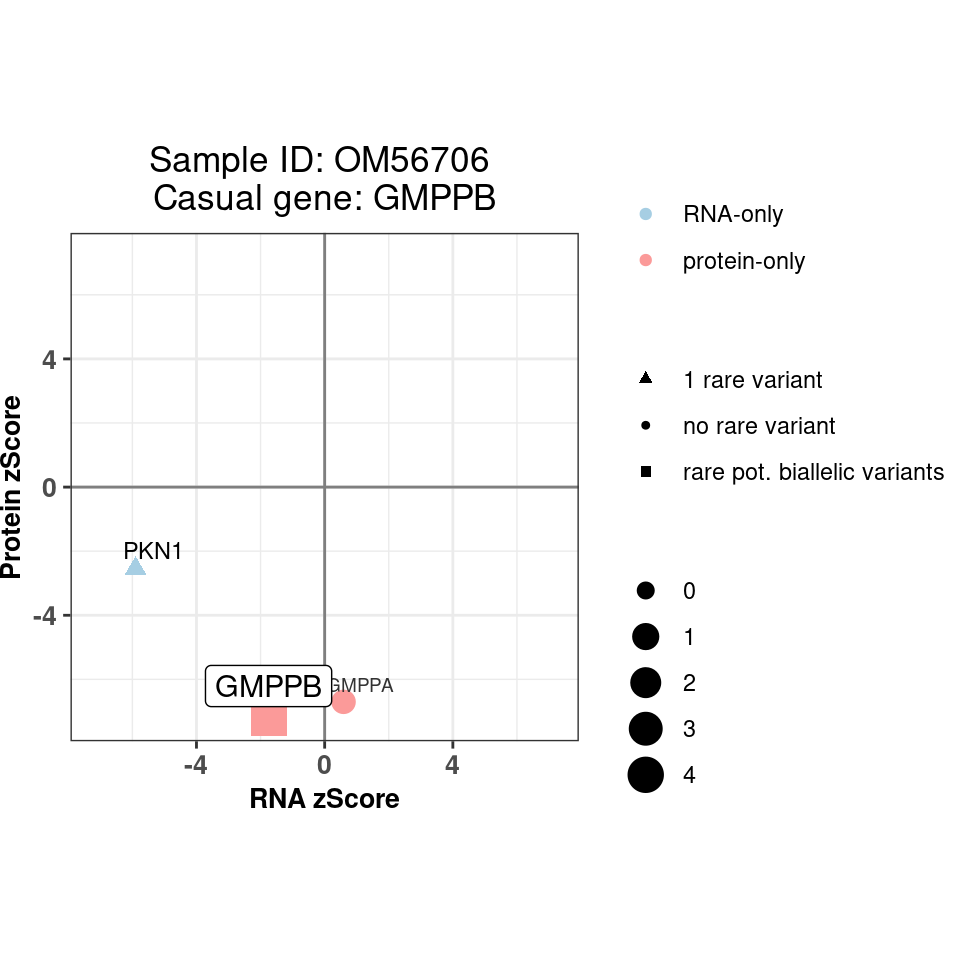 Sample ID: OM56706
Casual gene: GMPPB
RNA-only
protein-only
1 rare variant
no rare variant
rare pot. biallelic variants
0
1
2
3
4
Protein zScore
4
0
-4
PKN1
GMPPB
GMPPA
-4
0
4
RNA zScore